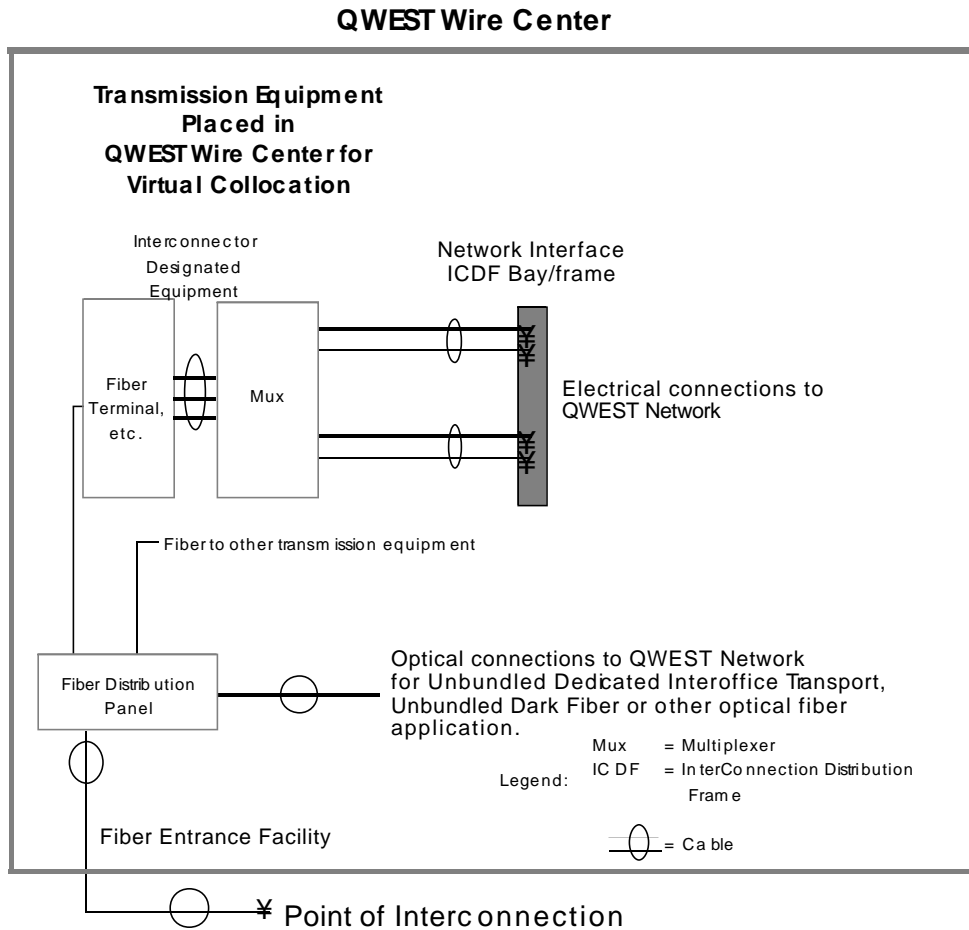 QWEST Wire Center
Transmission Equipment
Placed in
QWEST Wire Center for
Virtual Collocation
Interconnector
Designated
Equipment
Network Interface
ICDF Bay/frame
¥
¥
Fiber
Terminal,
etc.
Mux
Electrical connections to
QWEST Network
¥
¥
Fiber to other transmission equipment
Fiber Distribution
Panel
Optical connections to QWEST Network
for Unbundled Dedicated Interoffice Transport,
Unbundled Dark Fiber or other optical fiber
application.
Legend:
Mux = Multiplexer
ICDF = InterConnection Distribution
Frame
= Cable
Fiber Entrance Facility
¥ Point of Interconnection